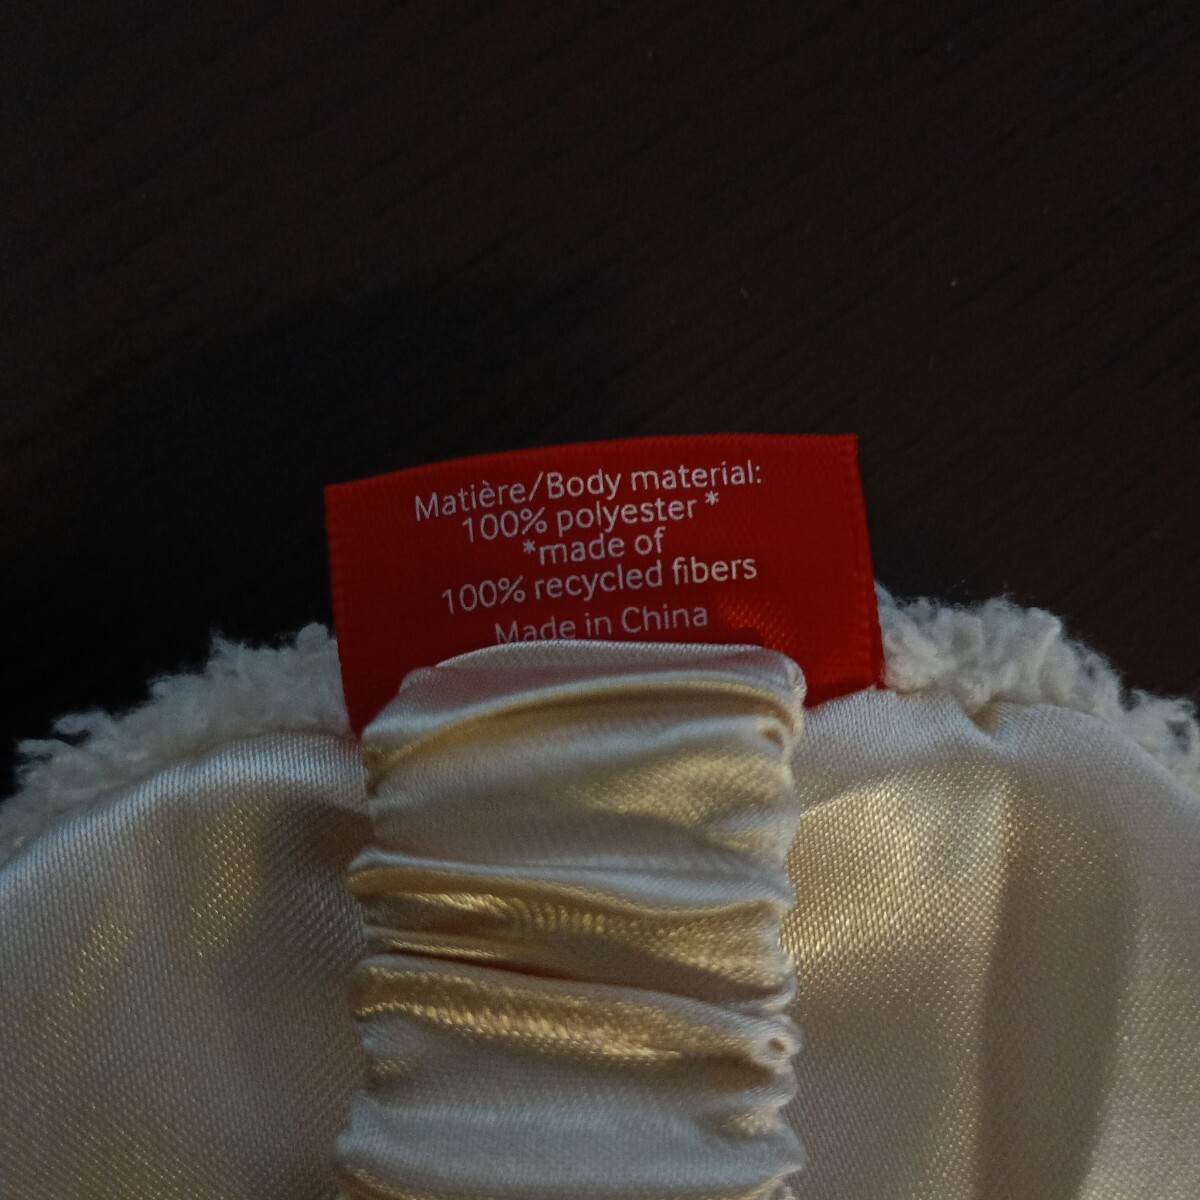 Matière/Body material:
100% polyester *
*made of
100% recycled fibers
Made in China